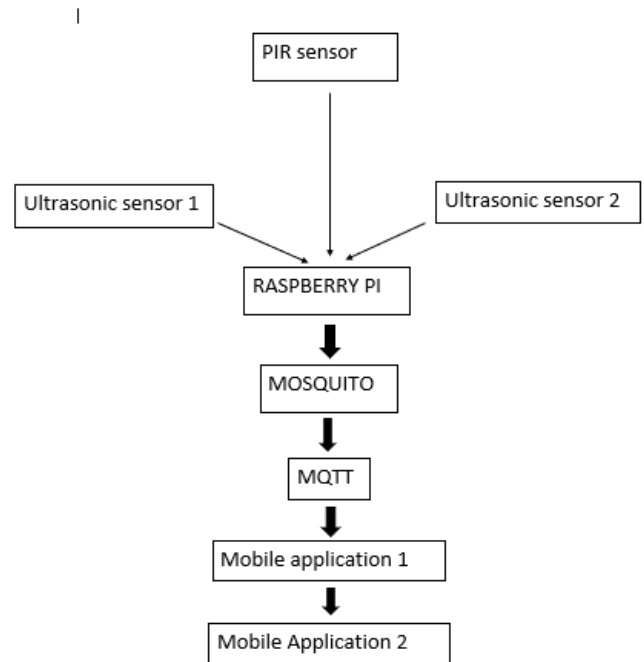 PIR sensor
Ultrasonic sensor 1
Ultrasonic sensor 2
RASPBERRY PI
MOSQUITO
MQTT
Mobile application 1
Mobile Application 2